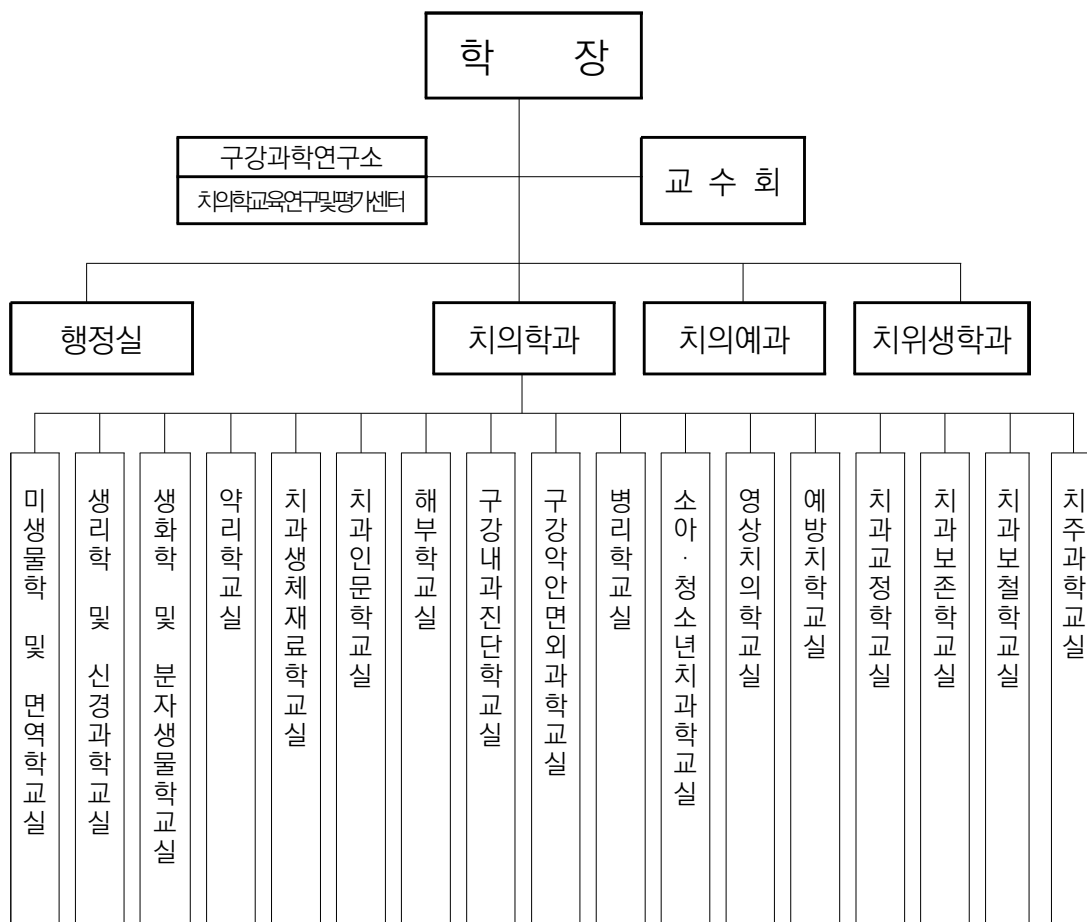 학 장
구강과학연구소
치의학교육연구및평가센터
교 수 회
행정실
치의학과
치의예과
치위생학과
미생물학 및 면역학교실
생리학 및 신경과학교실
생화학 및 분자생물학교실
약리학교실
치과생체재료학교실
치과인문학교실
해부학교실
구강내과진단학교실
구강악안면외과학교실
병리학교실
소아·청소년치과학교실
영상치의학교실
예방치학교실
치과교정학교실
치과보존학교실
치과보철학교실
치주과학교실